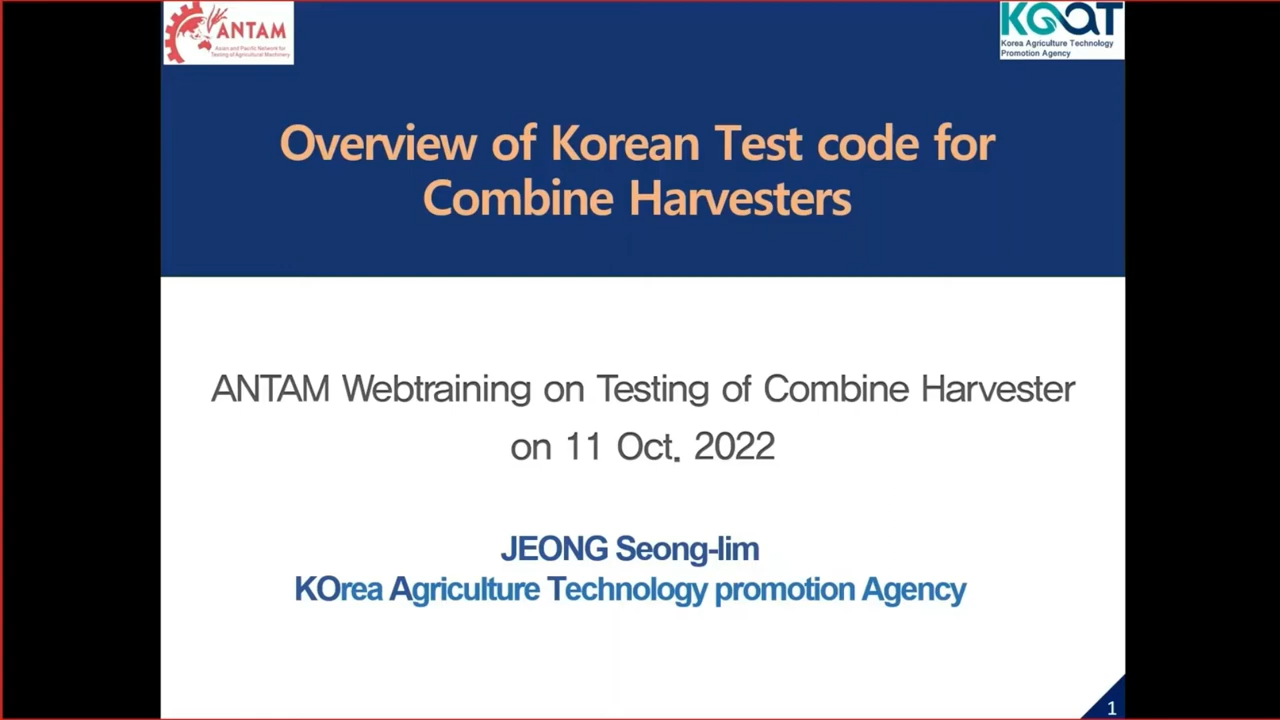 ANTAM
Asian and Pacific Network for
Testing of Agricultural Machinery
KOAT
Korea Agriculture Technology
Promotion Agency
Overview of Korean Test code for
Combine Harvesters
ANTAM Webtraining on Testing of Combine Harvester
on 11 Oct. 2022
JEONG Seong-lim
KOrea Agriculture Technology promotion Agency
1